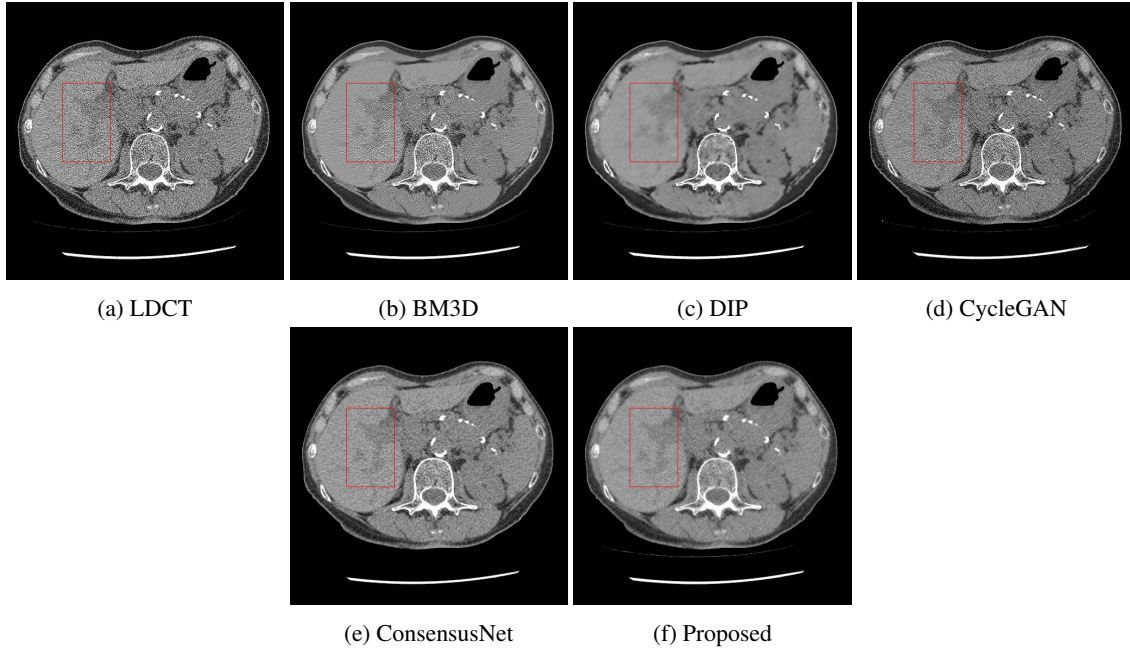 (a) LDCT
(b) BM3D
(c) DIP
(d) CycleGAN
(e) ConsensusNet
(f) Proposed